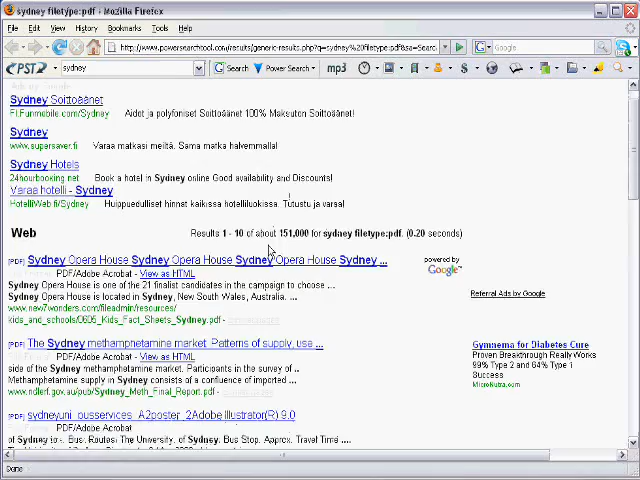 sydney filetype:pdf - Mozilla Firefox
File Edit View History Bookmarks Tools Help
http://www.powersearchtool.com/results/generic-results.php?q=sydney%20filetype:pdf&sa=Searc
Google
PST sydney Search Power Search mp3
Sydney Soittoäänet
FI.Funmobile.com/Sydney Aidot ja polyfoniset Soittoäänet 100% Maksuton Soittoäänet!
Sydney
www.supersaver.fi Varaa matkasi meiltä. Sama matka halvemmalla!
Sydney Hotels
24hourbooking.net Book a hotel in Sydney online Good availability and Discounts!
Varaa hotelli - Sydney
HotelliWeb.fi/Sydney Huippuedulliset hinnat kaikissa hotelliluokissa. Tutustu ja varaa!
Web
Results 1 - 10 of about 151,000 for sydney filetype:pdf. (0.20 seconds)
[PDF] Sydney Opera House Sydney Opera House Sydney Opera House Sydney ...
PDF/Adobe Acrobat - View as HTML
Sydney Opera House is one of the 21 finalist candidates in the campaign to choose ...
Sydney Opera House is located in Sydney, New South Wales, Australia. ...
www.new7wonders.com/fileadmin/resources/
kids_and_schools/0605_Kids_Fact_Sheets_Sydney.pdf -
powered by
Google™
Referral Ads by Google
[PDF] The Sydney methamphetamine market: Patterns of supply, use ...
PDF/Adobe Acrobat - View as HTML
side of the Sydney methamphetamine market. Participants in the survey of ..
Methamphetamine supply in Sydney consists of a confluence of imported ...
www.ndlerf.gov.au/pub/Sydney_Meth_Final_Report.pdf -
Gymnema for Diabetes Cure
Proven Breakthrough Really Works
99% Type 2 and 64% Type 1
Success
MicroNutra.com
[PDF] sydneyuni_ousservices_A2poster_2Adobe Illustrator(R) 9.0
PDF/Adobe Acrobat
of Sydney to:. Bus. Routes. The University, of Sydney. Bus Stop. Approx. Travel Time ....
Done